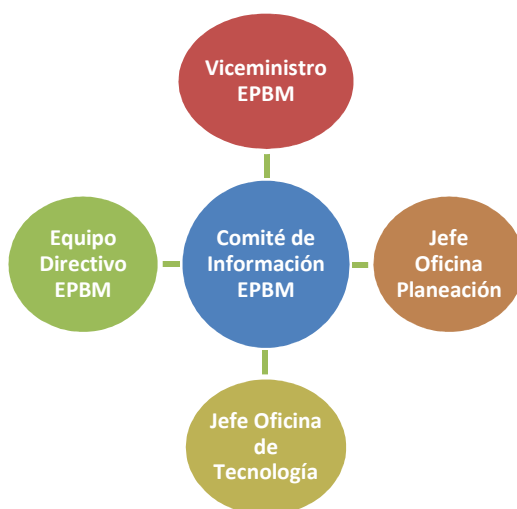 Viceministro
EPBM
Equipo
Directivo
EPBM
Comité de
Información
EPBM
Jefe
Oficina
Planeación
Jefe Oficina
de
Tecnología